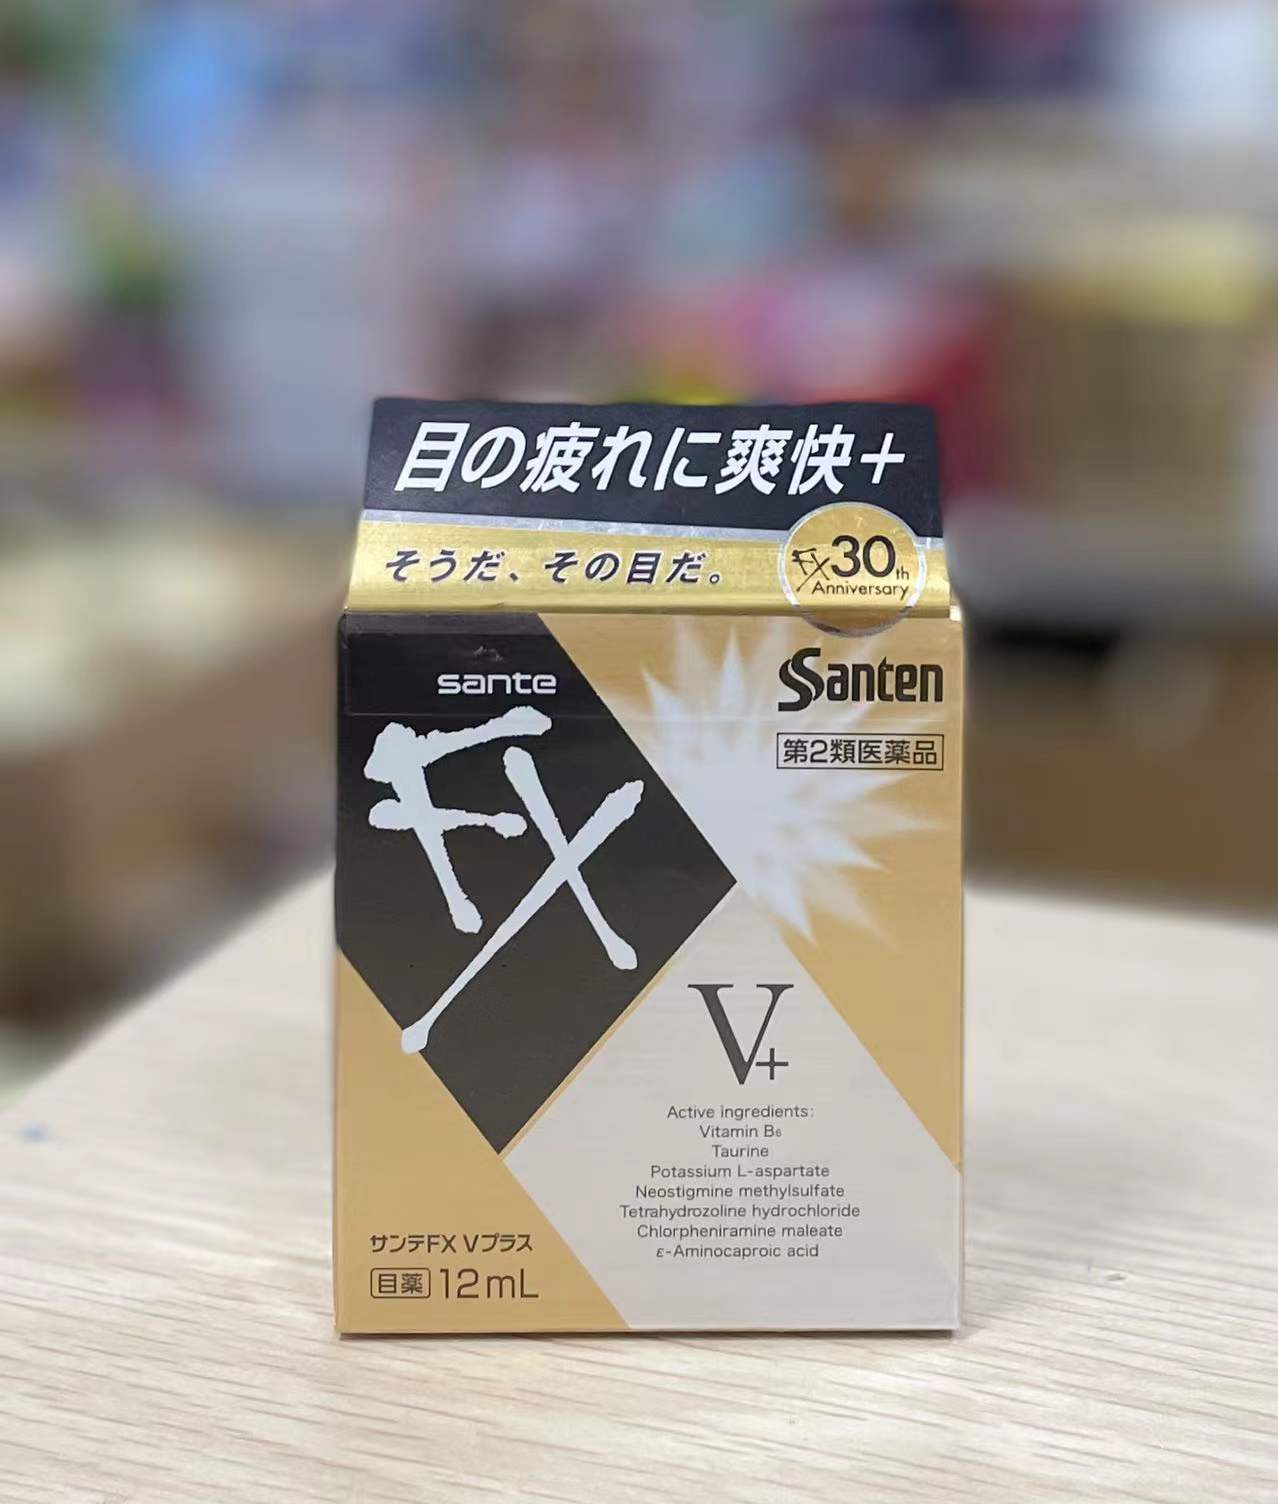 目の疲れに爽快+
そうだ、その目だ。
FX 30th
Anniversary
sante
FX
Santen
第2類医薬品
V+
Active ingredients:
Vitamin B₆
Taurine
Potassium L-aspartate
Neostigmine methylsulfate
Tetrahydrozoline hydrochloride
Chlorpheniramine maleate
ε-Aminocaproic acid
サンテFX Vプラス
目薬 12mL